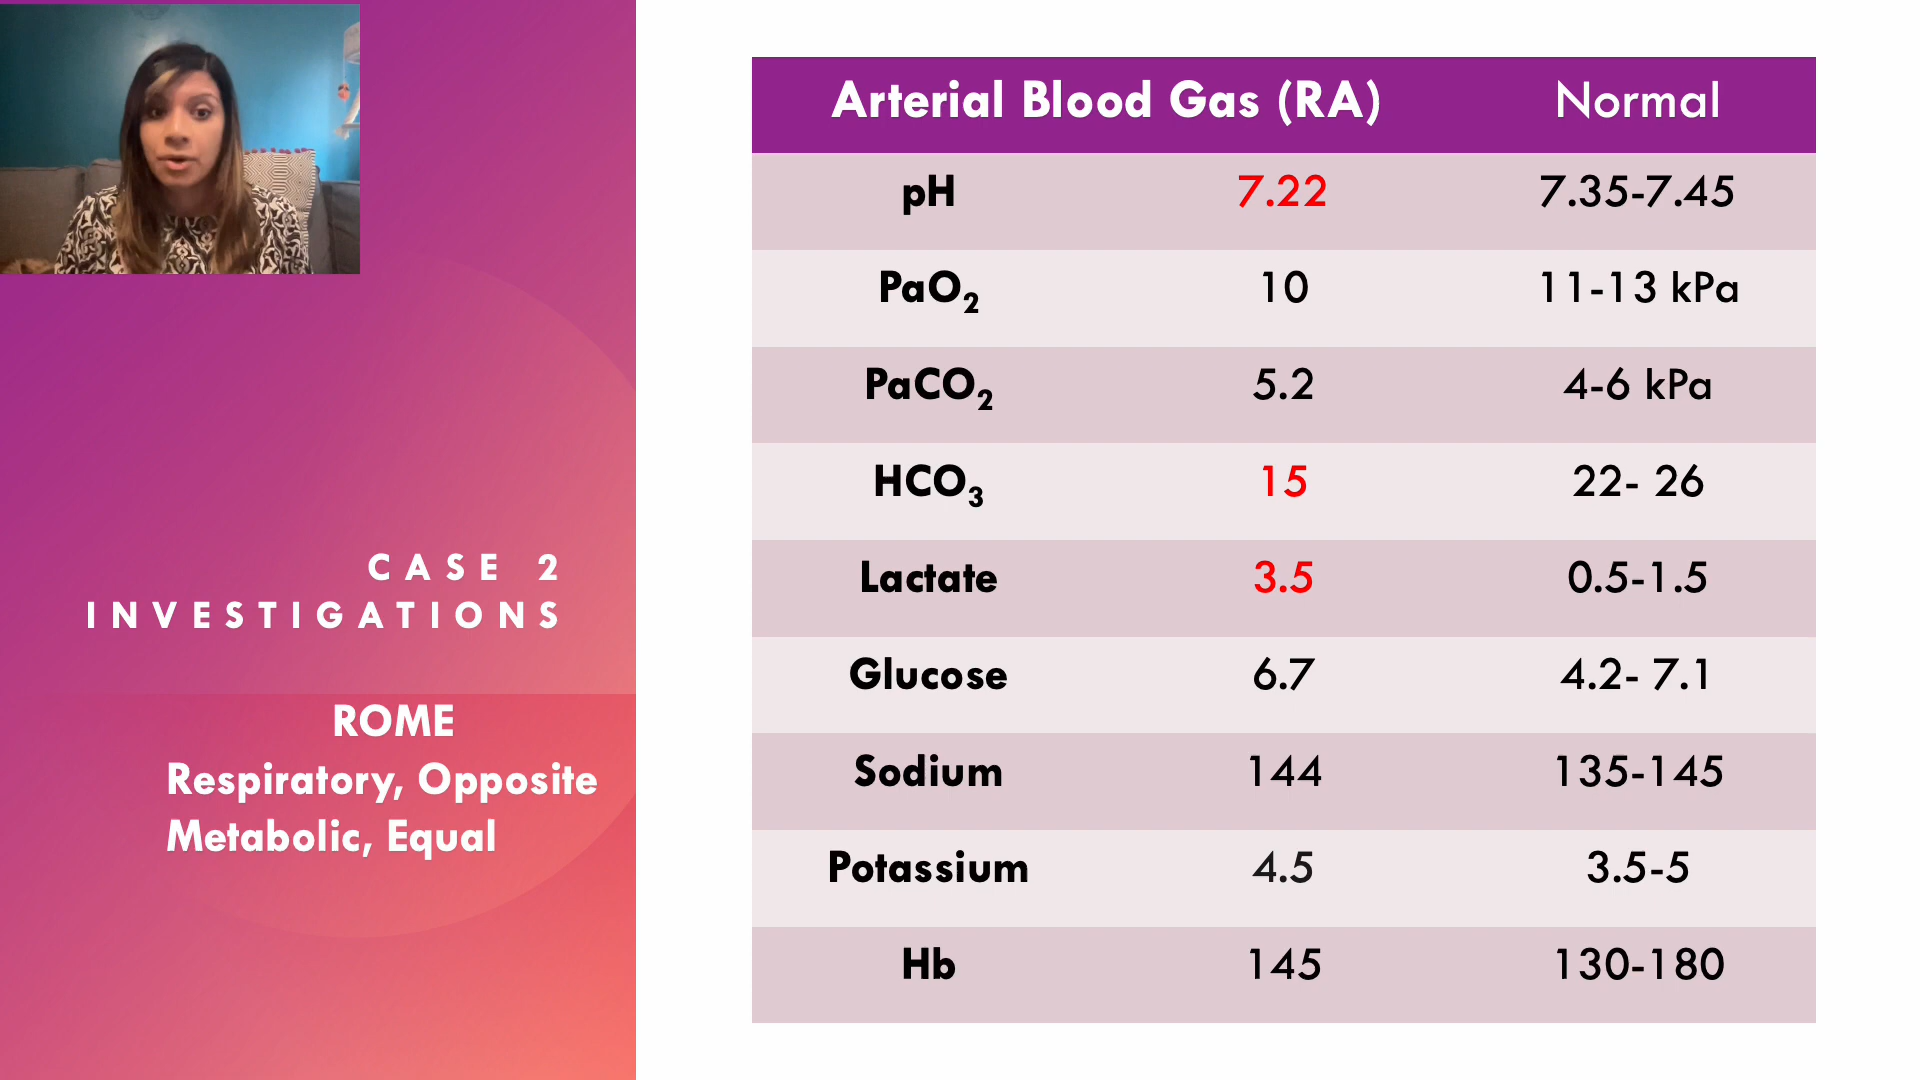 CASE 2
INVESTIGATIONS
ROME
Respiratory, Opposite
Metabolic, Equal
Arterial Blood Gas (RA) Normal
pH 7.22 7.35-7.45
PaO₂ 10 11-13 kPa
PaCO₂ 5.2 4-6 kPa
HCO₃ 15 22- 26
Lactate 3.5 0.5-1.5
Glucose 6.7 4.2- 7.1
Sodium 144 135-145
Potassium 4.5 3.5-5
Hb 145 130-180